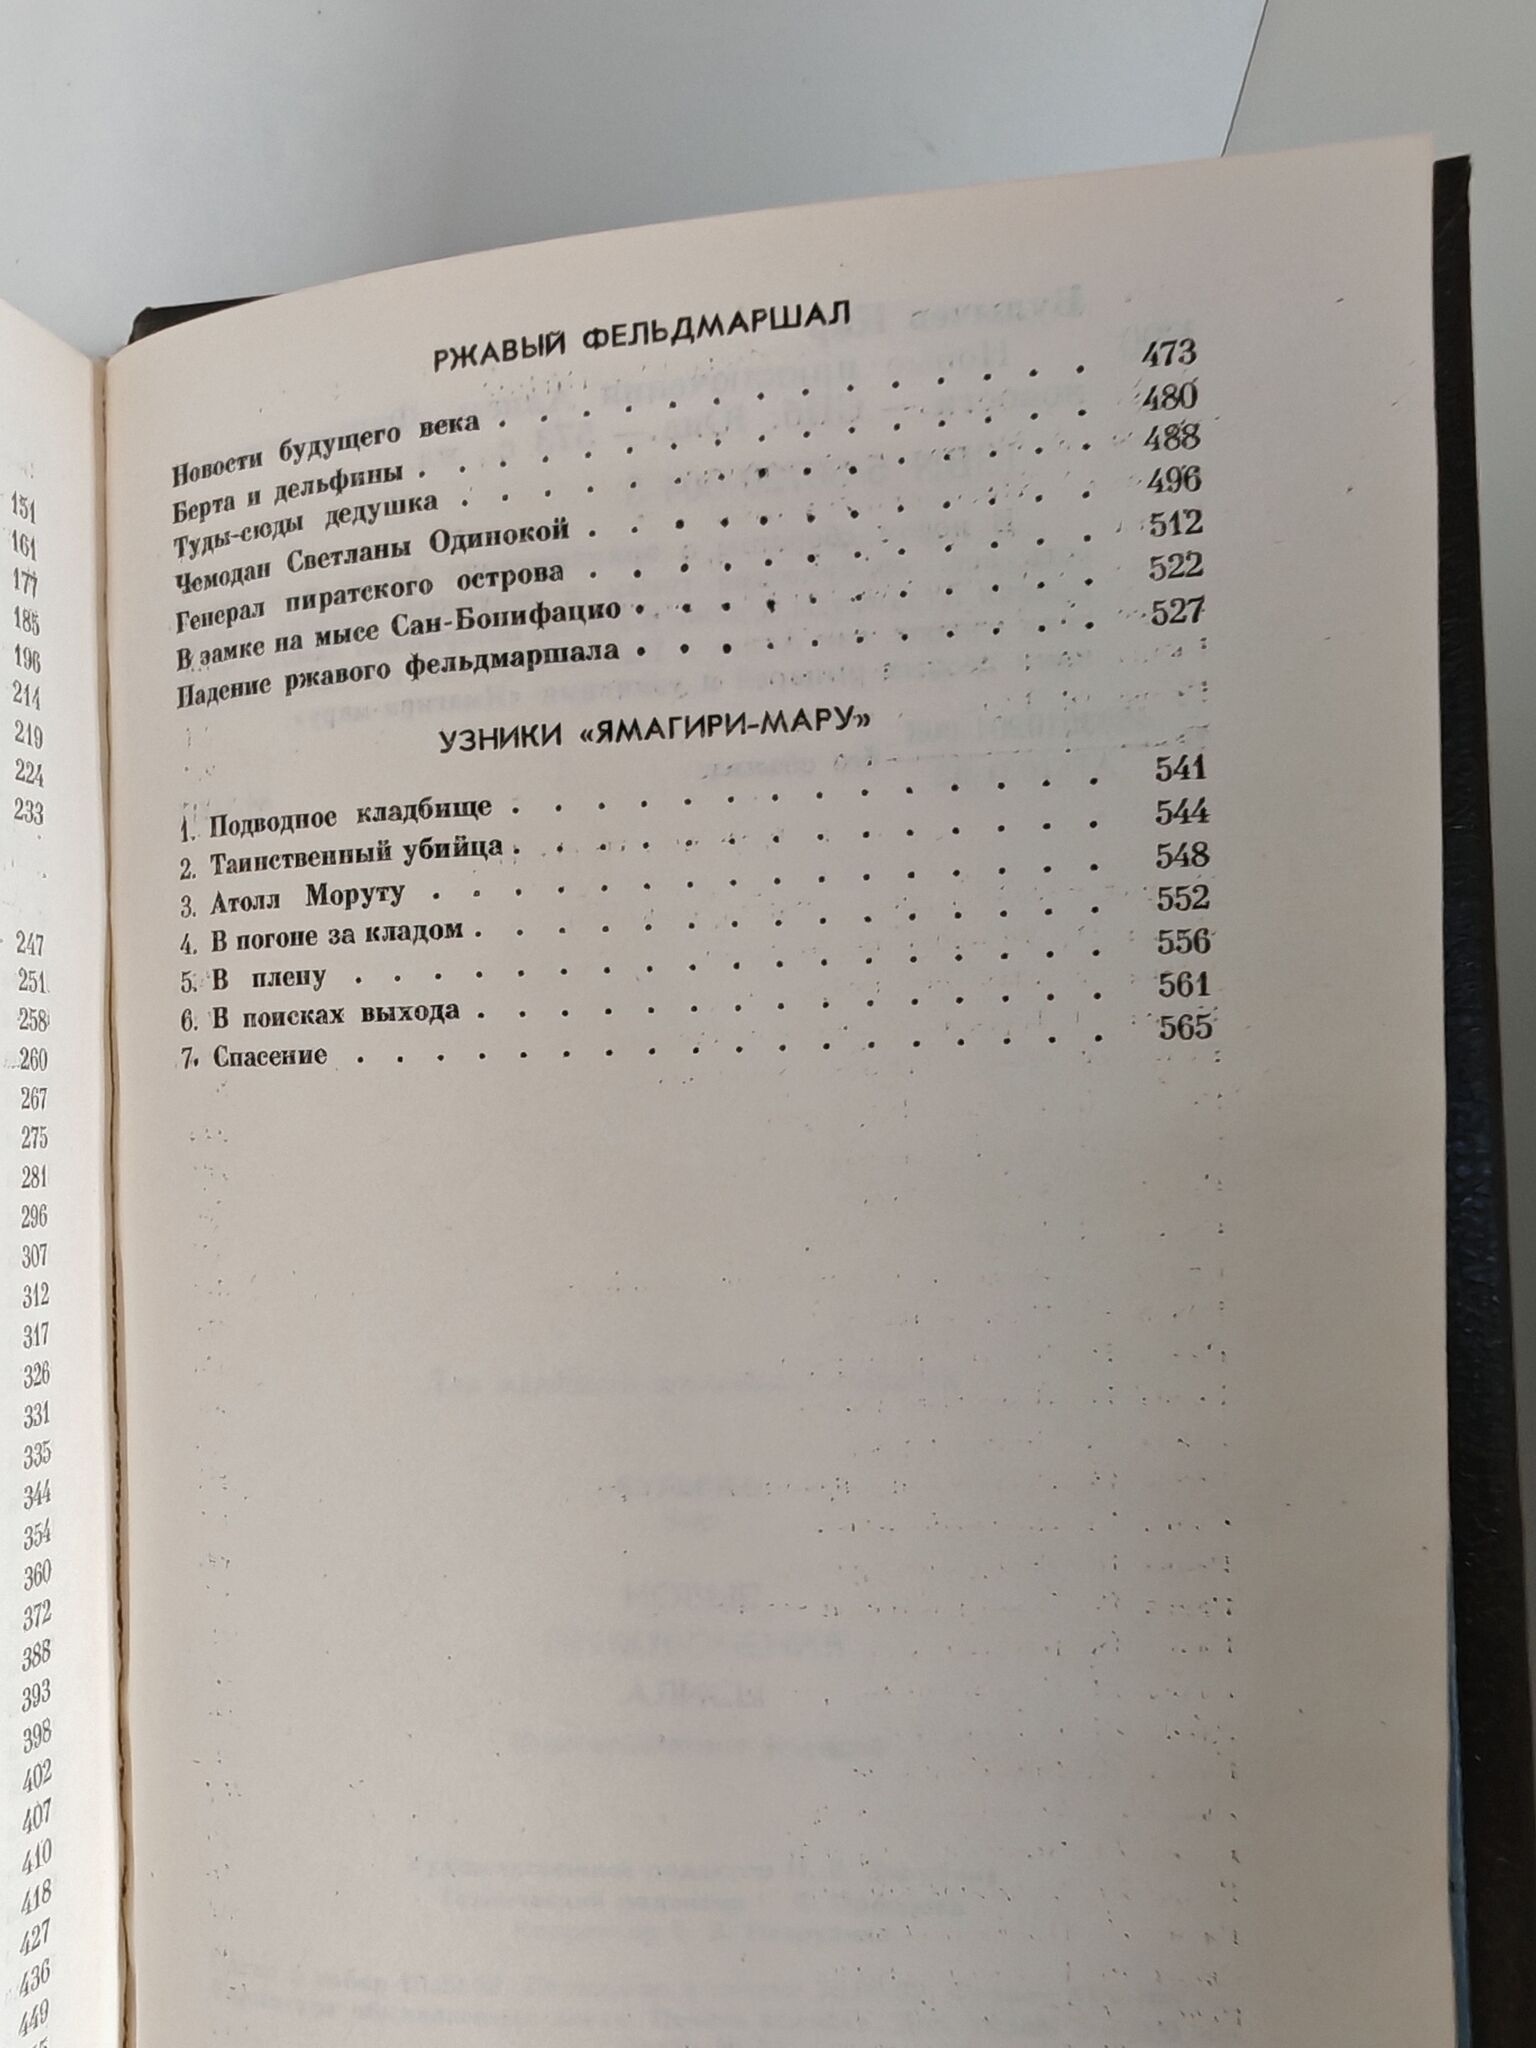 151
161
177
185
196
214
219
224
233
247
251
258
260
267
275
281
296
307
312
317
326
331
335
344
354
360
372
388
393
398
402
407
410
418
427
436
449
РЖАВЫЙ ФЕЛЬДМАРШАЛ
Новости будущего века . . . . . . . . . . . . . 473
Берта и дельфины . . . . . . . . . . . . . . . 480
Туды-сюды дедушка . . . . . . . . . . . . . . 488
Чемодан Светланы Одинокой . . . . . . . . . . . 496
Генерал пиратского острова . . . . . . . . . . . 512
В замке на мысе Сан-Бонифацио . . . . . . . . . . 522
Падение ржавого фельдмаршала . . . . . . . . . . 527
УЗНИКИ «ЯМАГИРИ-МАРУ»
1. Подводное кладбище . . . . . . . . . . . . . 541
2. Таинственный убийца . . . . . . . . . . . . . 544
3. Атолл Моруту . . . . . . . . . . . . . . . 548
4. В погоне за кладом . . . . . . . . . . . . . . 552
5. В плену . . . . . . . . . . . . . . . . . 556
6. В поисках выхода . . . . . . . . . . . . . . 561
7. Спасение . . . . . . . . . . . . . . . . . 565